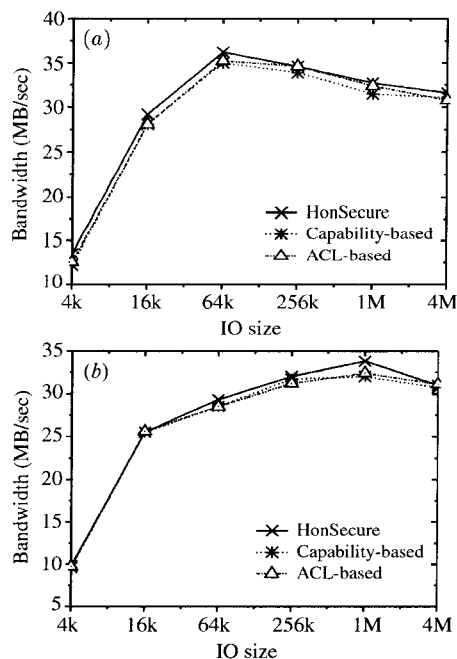 (a)
Bandwidth (MB/sec)
40
35
30
25
20
15
10
HonSecure
Capability-based
ACL-based
4k 16k 64k 256k 1M 4M
IO size
(b)
Bandwidth (MB/sec)
35
30
25
20
15
10
5
HonSecure
Capability-based
ACL-based
4k 16k 64k 256k 1M 4M
IO size